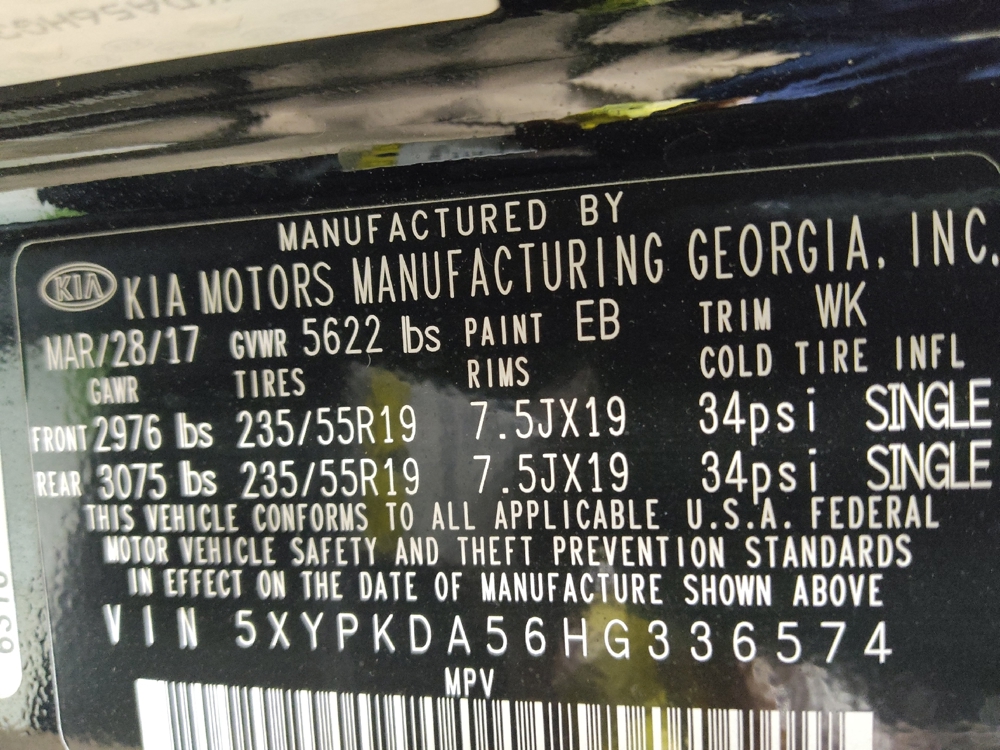 MANUFACTURED BY
KIA KIA MOTORS MANUFACTURING GEORGIA, INC.
MAR/28/17 GVWR 5622 lbs PAINT EB TRIM WK
GAWR TIRES RIMS COLD TIRE INFL
FRONT 2976 lbs 235/55R19 7.5JX19 34psi SINGLE
REAR 3075 lbs 235/55R19 7.5JX19 34psi SINGLE
THIS VEHICLE CONFORMS TO ALL APPLICABLE U.S.A. FEDERAL
MOTOR VEHICLE SAFETY AND THEFT PREVENTION STANDARDS
IN EFFECT ON THE DATE OF MANUFACTURE SHOWN ABOVE
VIN 5XYPKDA56HG336574
MPV